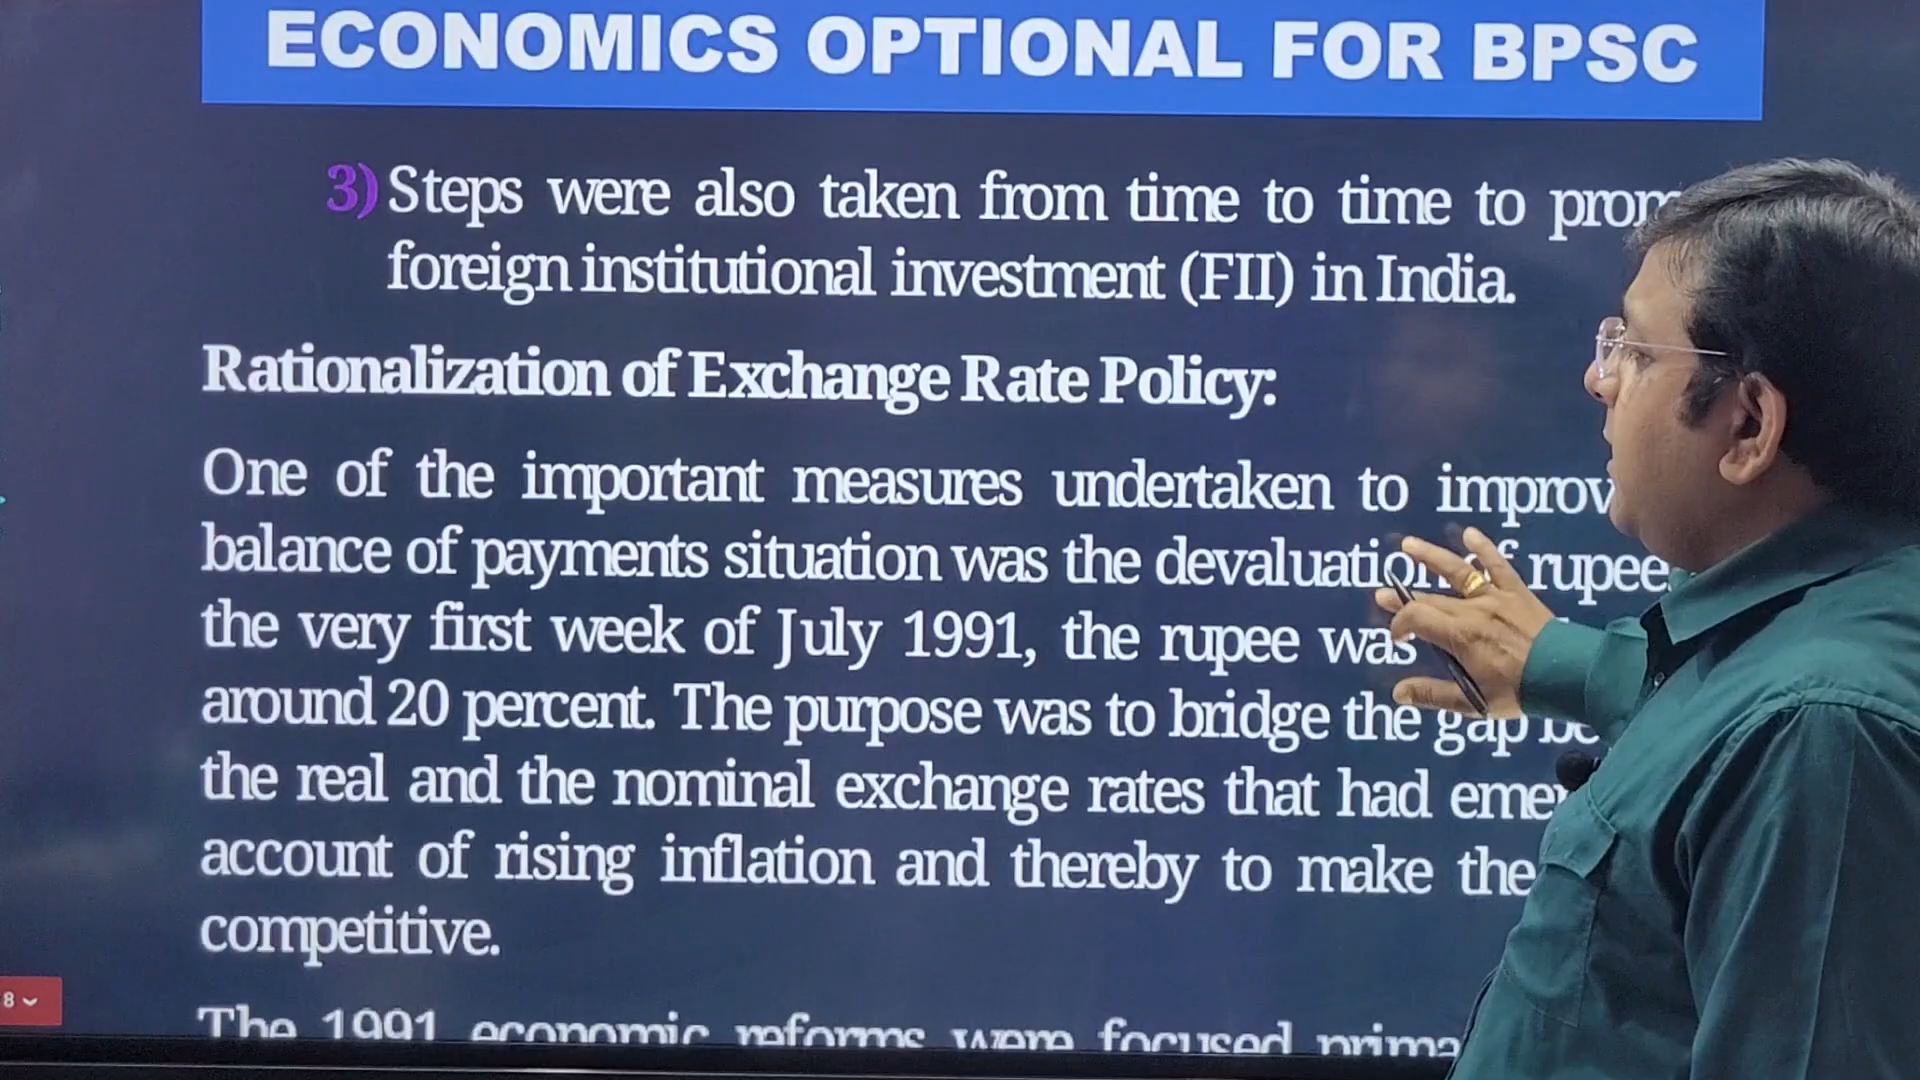 ECONOMICS OPTIONAL FOR BPSC
3) Steps were also taken from time to time to
foreign institutional investment (FII) in India.
Rationalization of Exchange Rate Policy:
One of the important measures undertaken to
balance of payments situation was the devaluation of rupee
the very first week of July 1991, the rupee was
around 20 percent. The purpose was to bridge the gap
the real and the nominal exchange rates that had
account of rising inflation and thereby to make the
competitive.
The 1991 economic reforms were focused
8